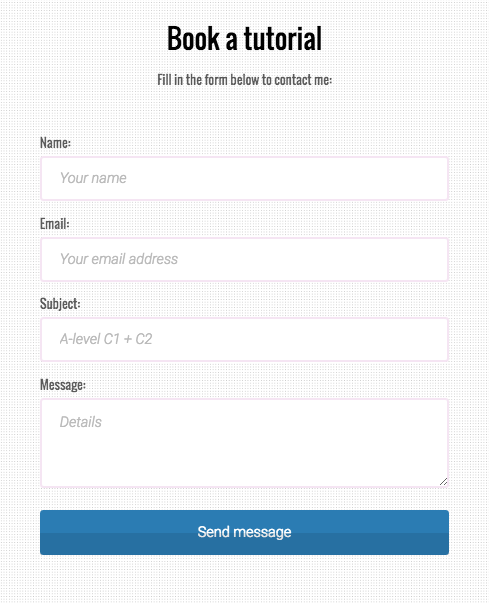 Book a tutorial
Fill in the form below to contact me:
Name:
Your name
Email:
Your email address
Subject:
A-level C1 + C2
Message:
Details
Send message